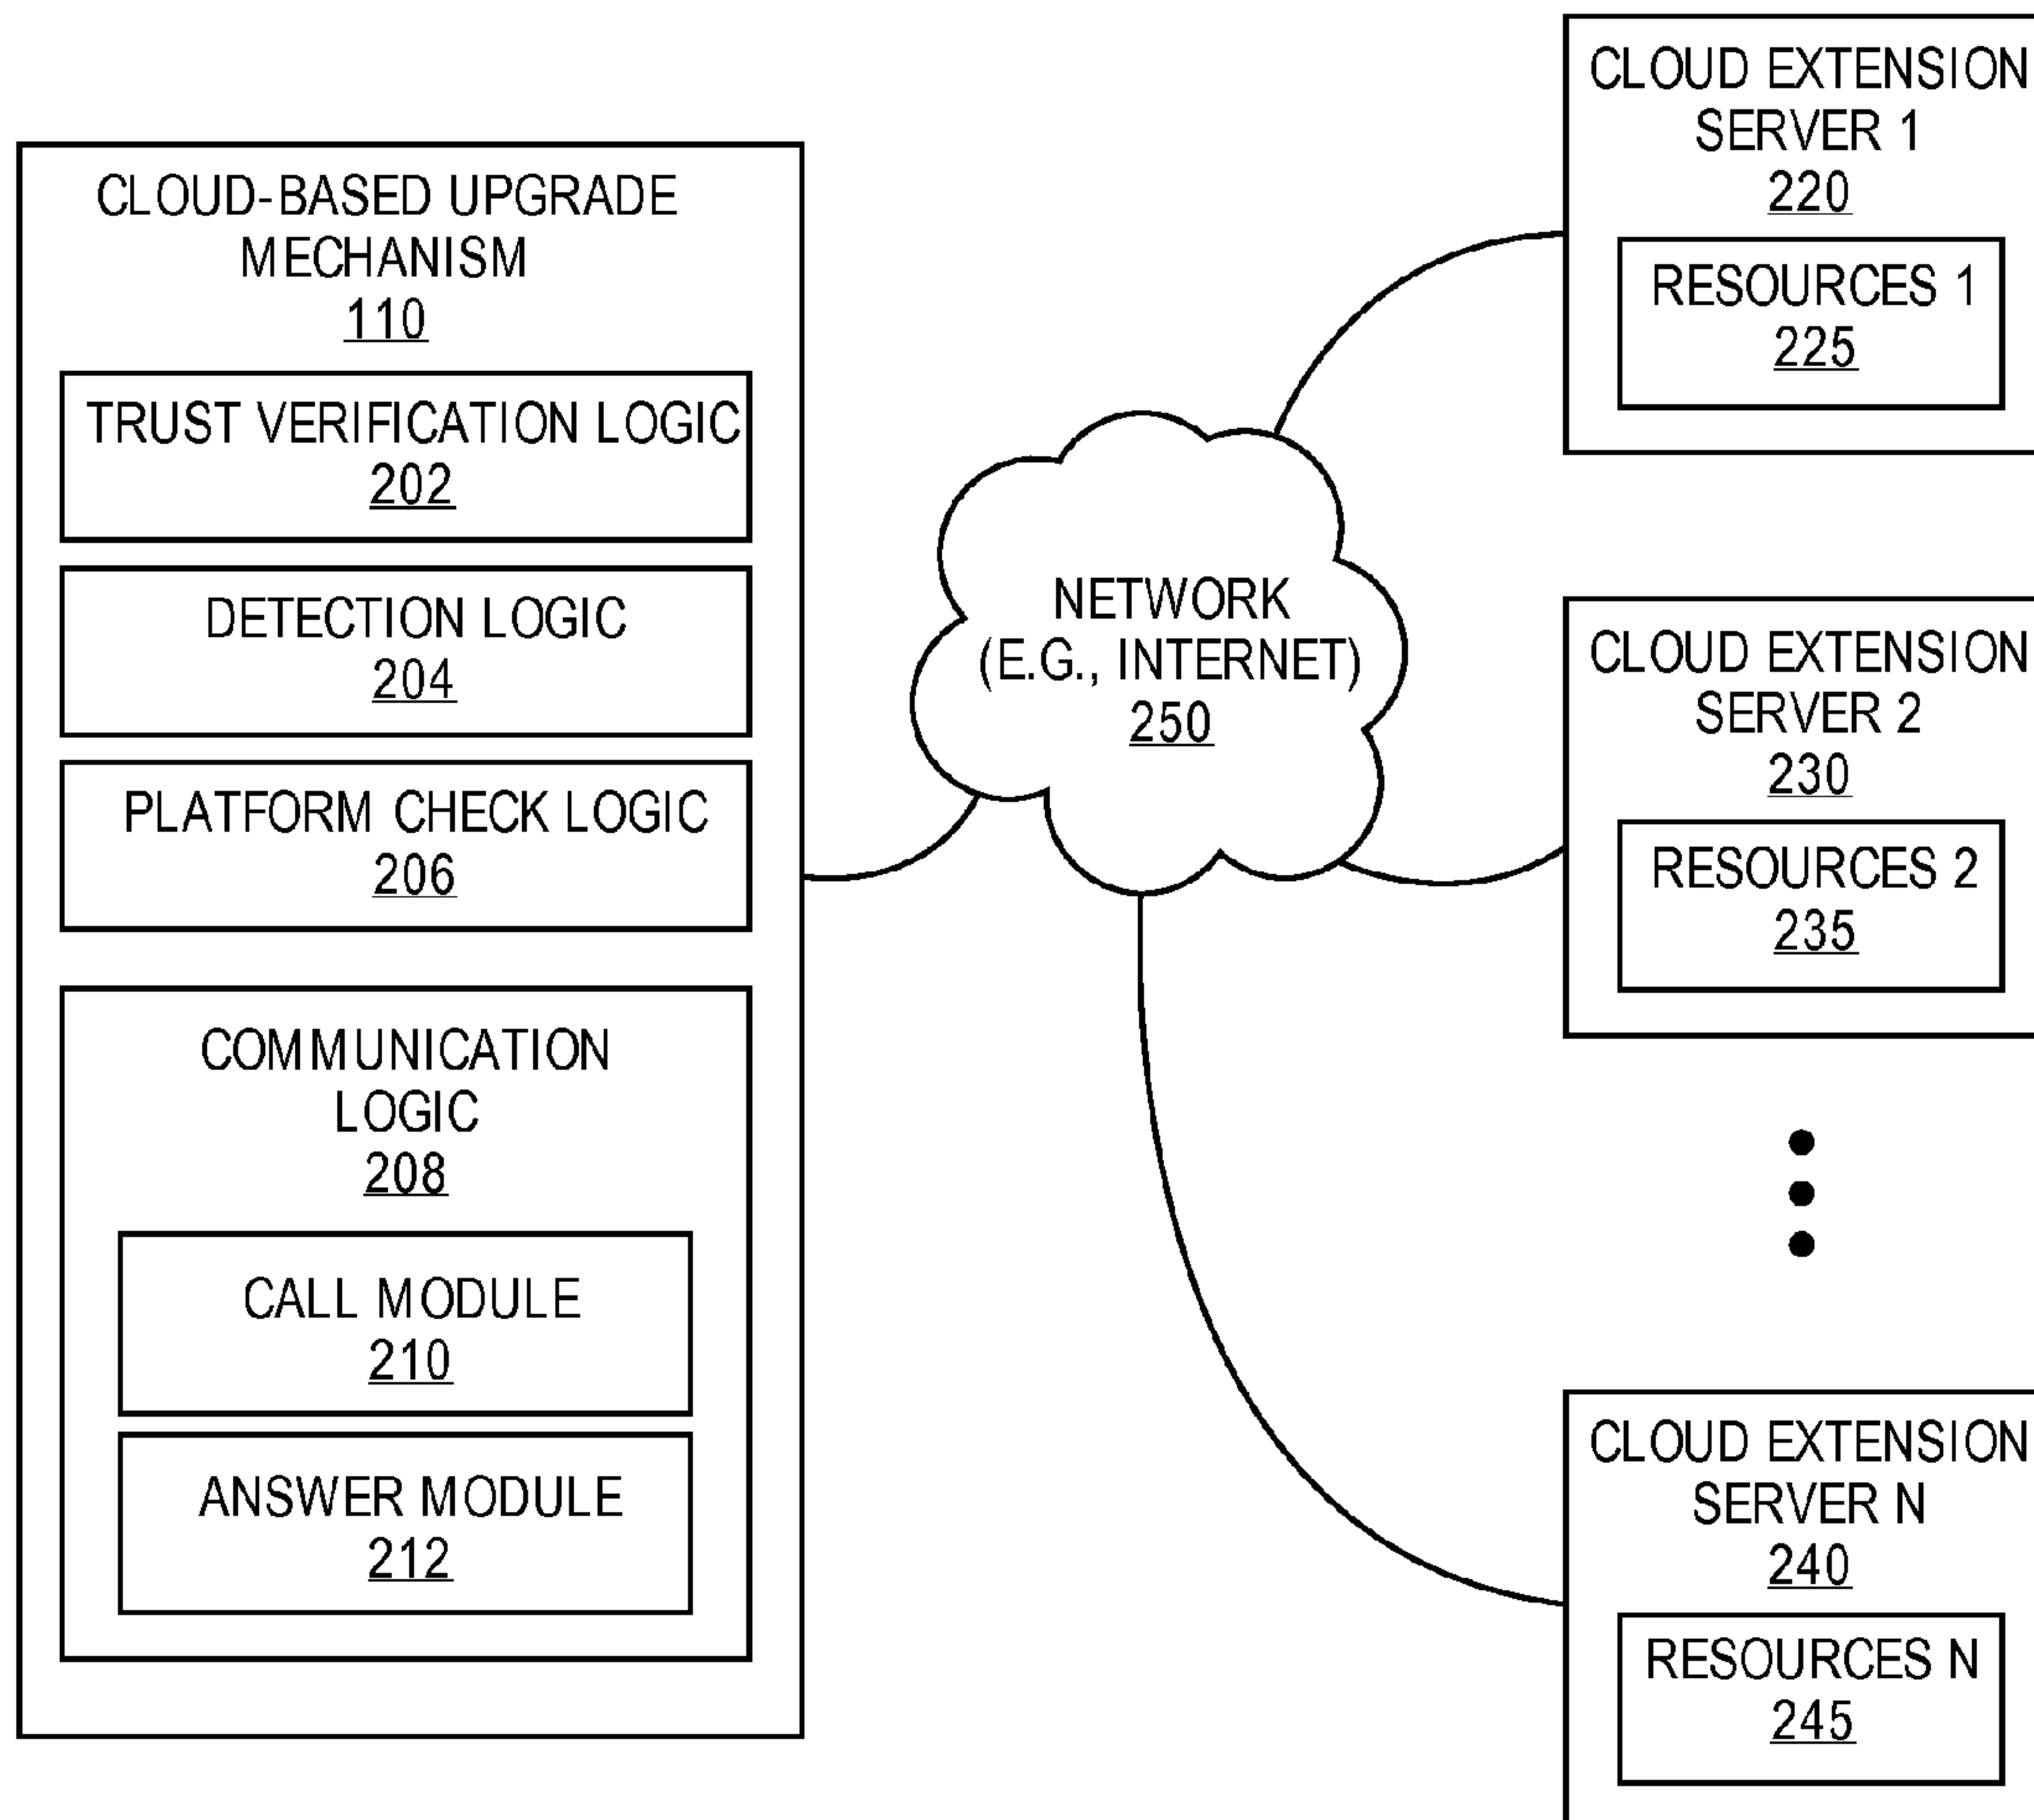 CLOUD-BASED UPGRADE
MECHANISM
110
TRUST VERIFICATION LOGIC
202
DETECTION LOGIC
204
PLATFORM CHECK LOGIC
206
COMMUNICATION
LOGIC
208
CALL MODULE
210
ANSWER MODULE
212
NETWORK
(E.G., INTERNET)
250
CLOUD EXTENSION
SERVER 1
220
RESOURCES 1
225
CLOUD EXTENSION
SERVER 2
230
RESOURCES 2
235
CLOUD EXTENSION
SERVER N
240
RESOURCES N
245